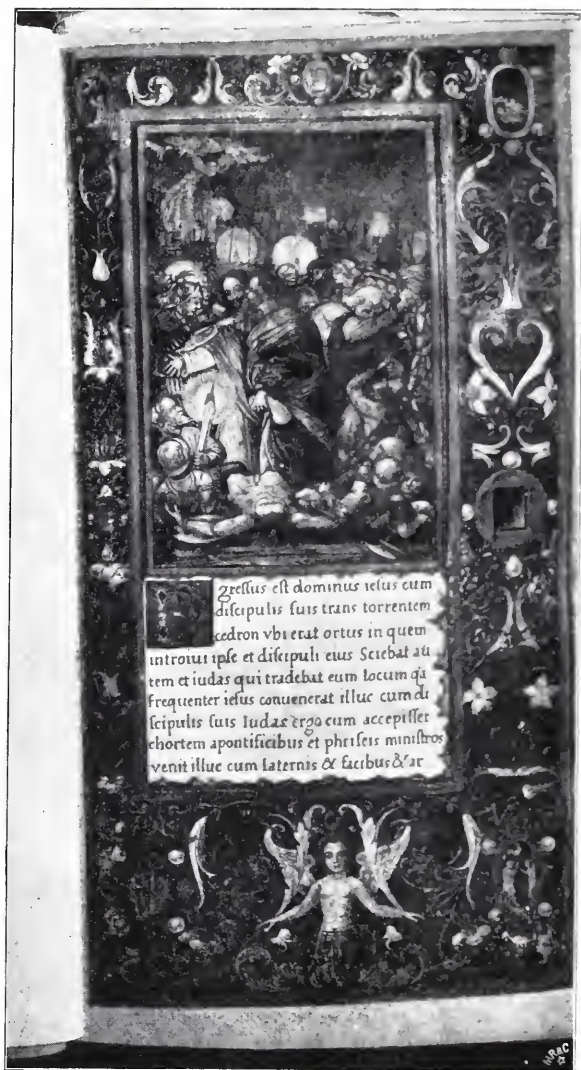 gressus est dominus iesus cum
discipulis suis trans torrentem
cedron vbi erat ortus in quem
introiuit ipse et discipuli eius Sciebat au
tem et iudas qui tradebat eum locum qa
frequenter iesus conuenerat illuc cum di
scipulis suis Iudas ergo cum accepisset
chortem apontificibus et phriseis ministros
venit illuc cum laternis & facibus & ar
MR&C